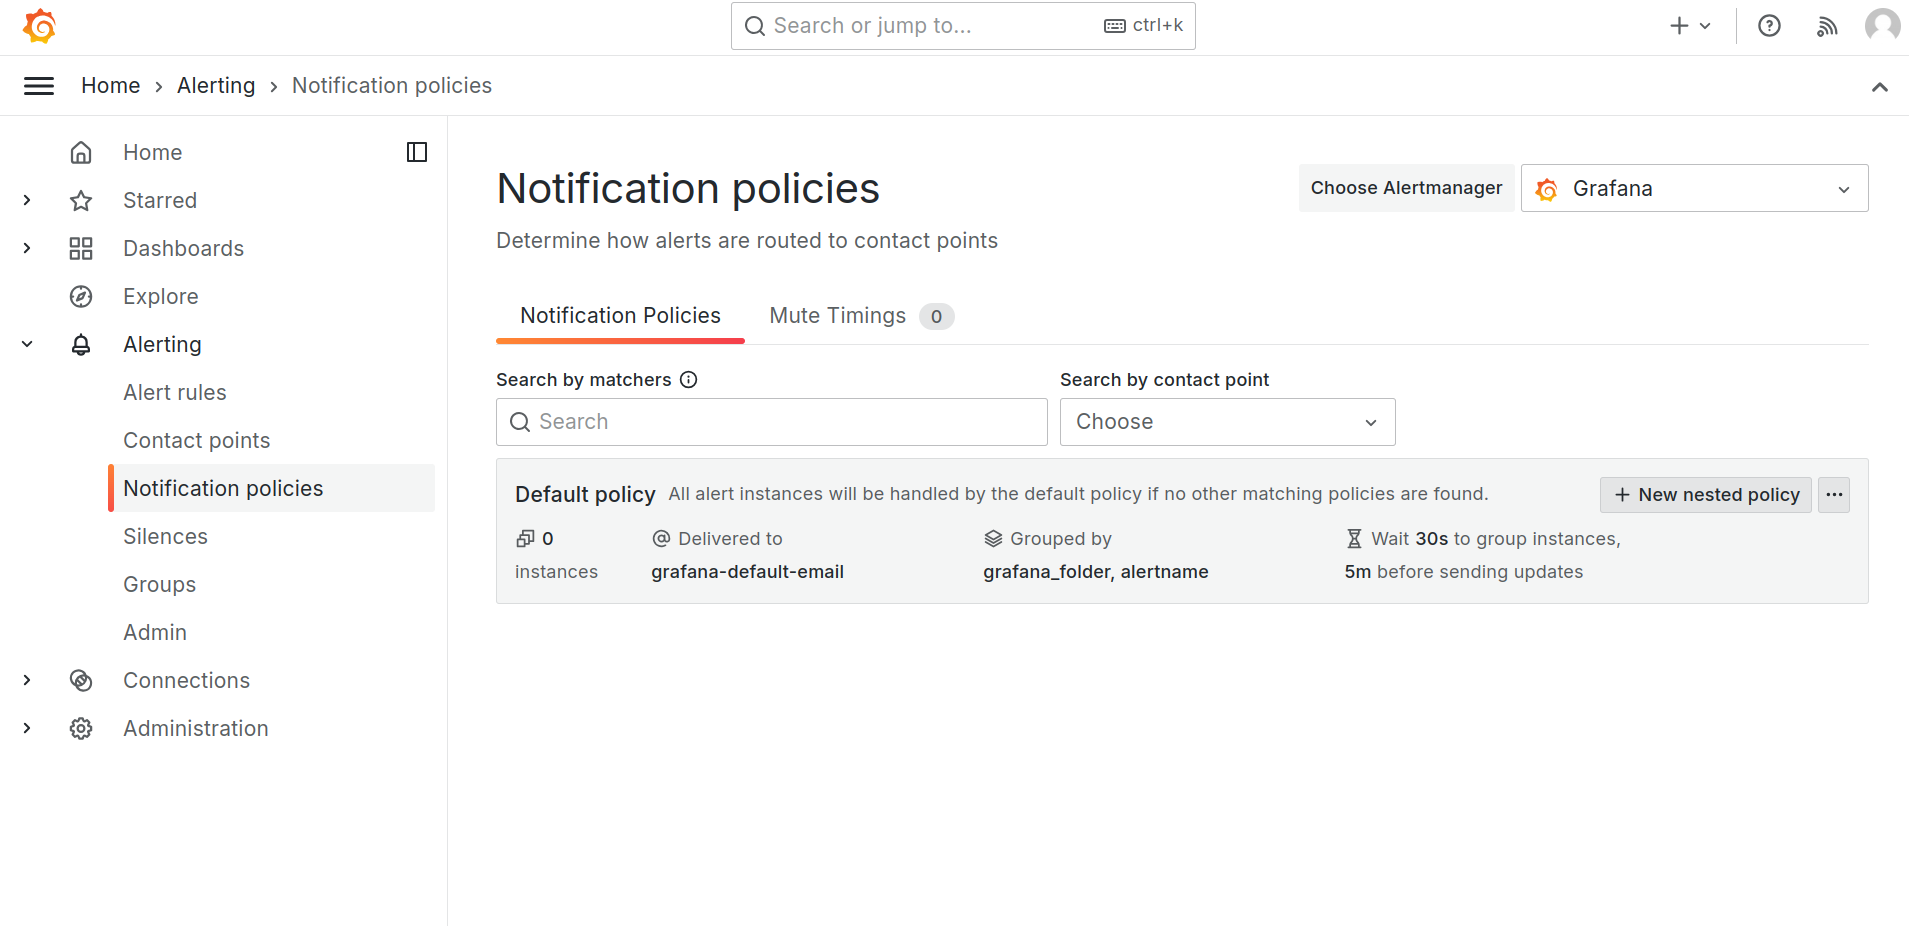 Search or jump to... ctrl+k
Home › Alerting › Notification policies
Home
Starred
Dashboards
Explore
Alerting
Alert rules
Contact points
Notification policies
Silences
Groups
Admin
Connections
Administration
Notification policies
Choose Alertmanager Grafana
Determine how alerts are routed to contact points
Notification Policies Mute Timings 0
Search by matchers Search by contact point
Search Choose
Default policy All alert instances will be handled by the default policy if no other matching policies are found. + New nested policy ...
0 Delivered to Grouped by Wait 30s to group instances,
instances grafana-default-email grafana_folder, alertname 5m before sending updates